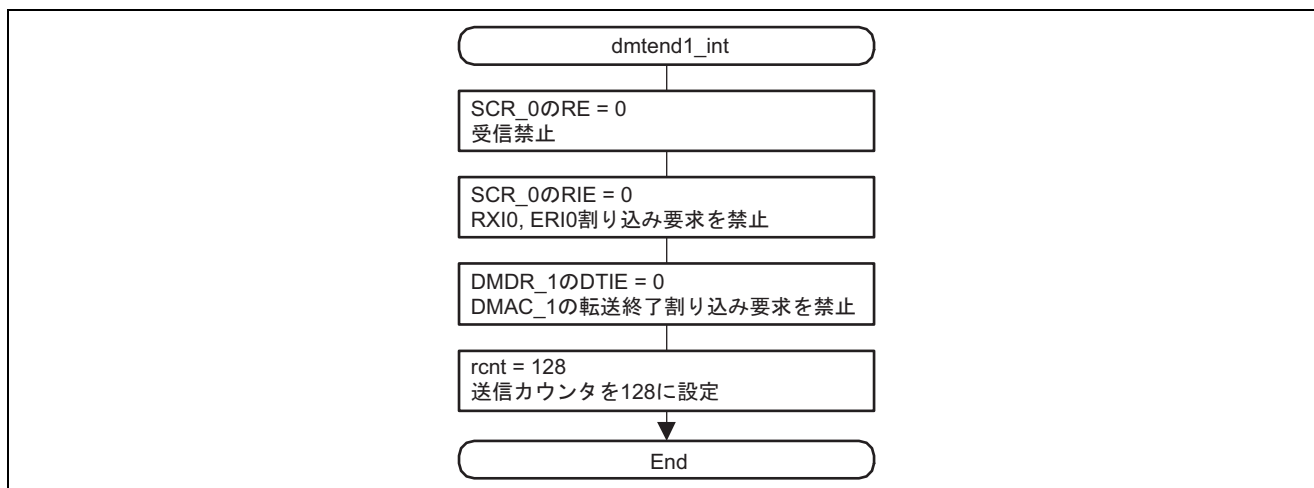 dmtend1_int
SCR_0のRE = 0
受信禁止
SCR_0のRIE = 0
RXI0, ERI0割り込み要求を禁止
DMDR_1のDTIE = 0
DMAC_1の転送終了割り込み要求を禁止
rcnt = 128
送信カウンタを128に設定
End